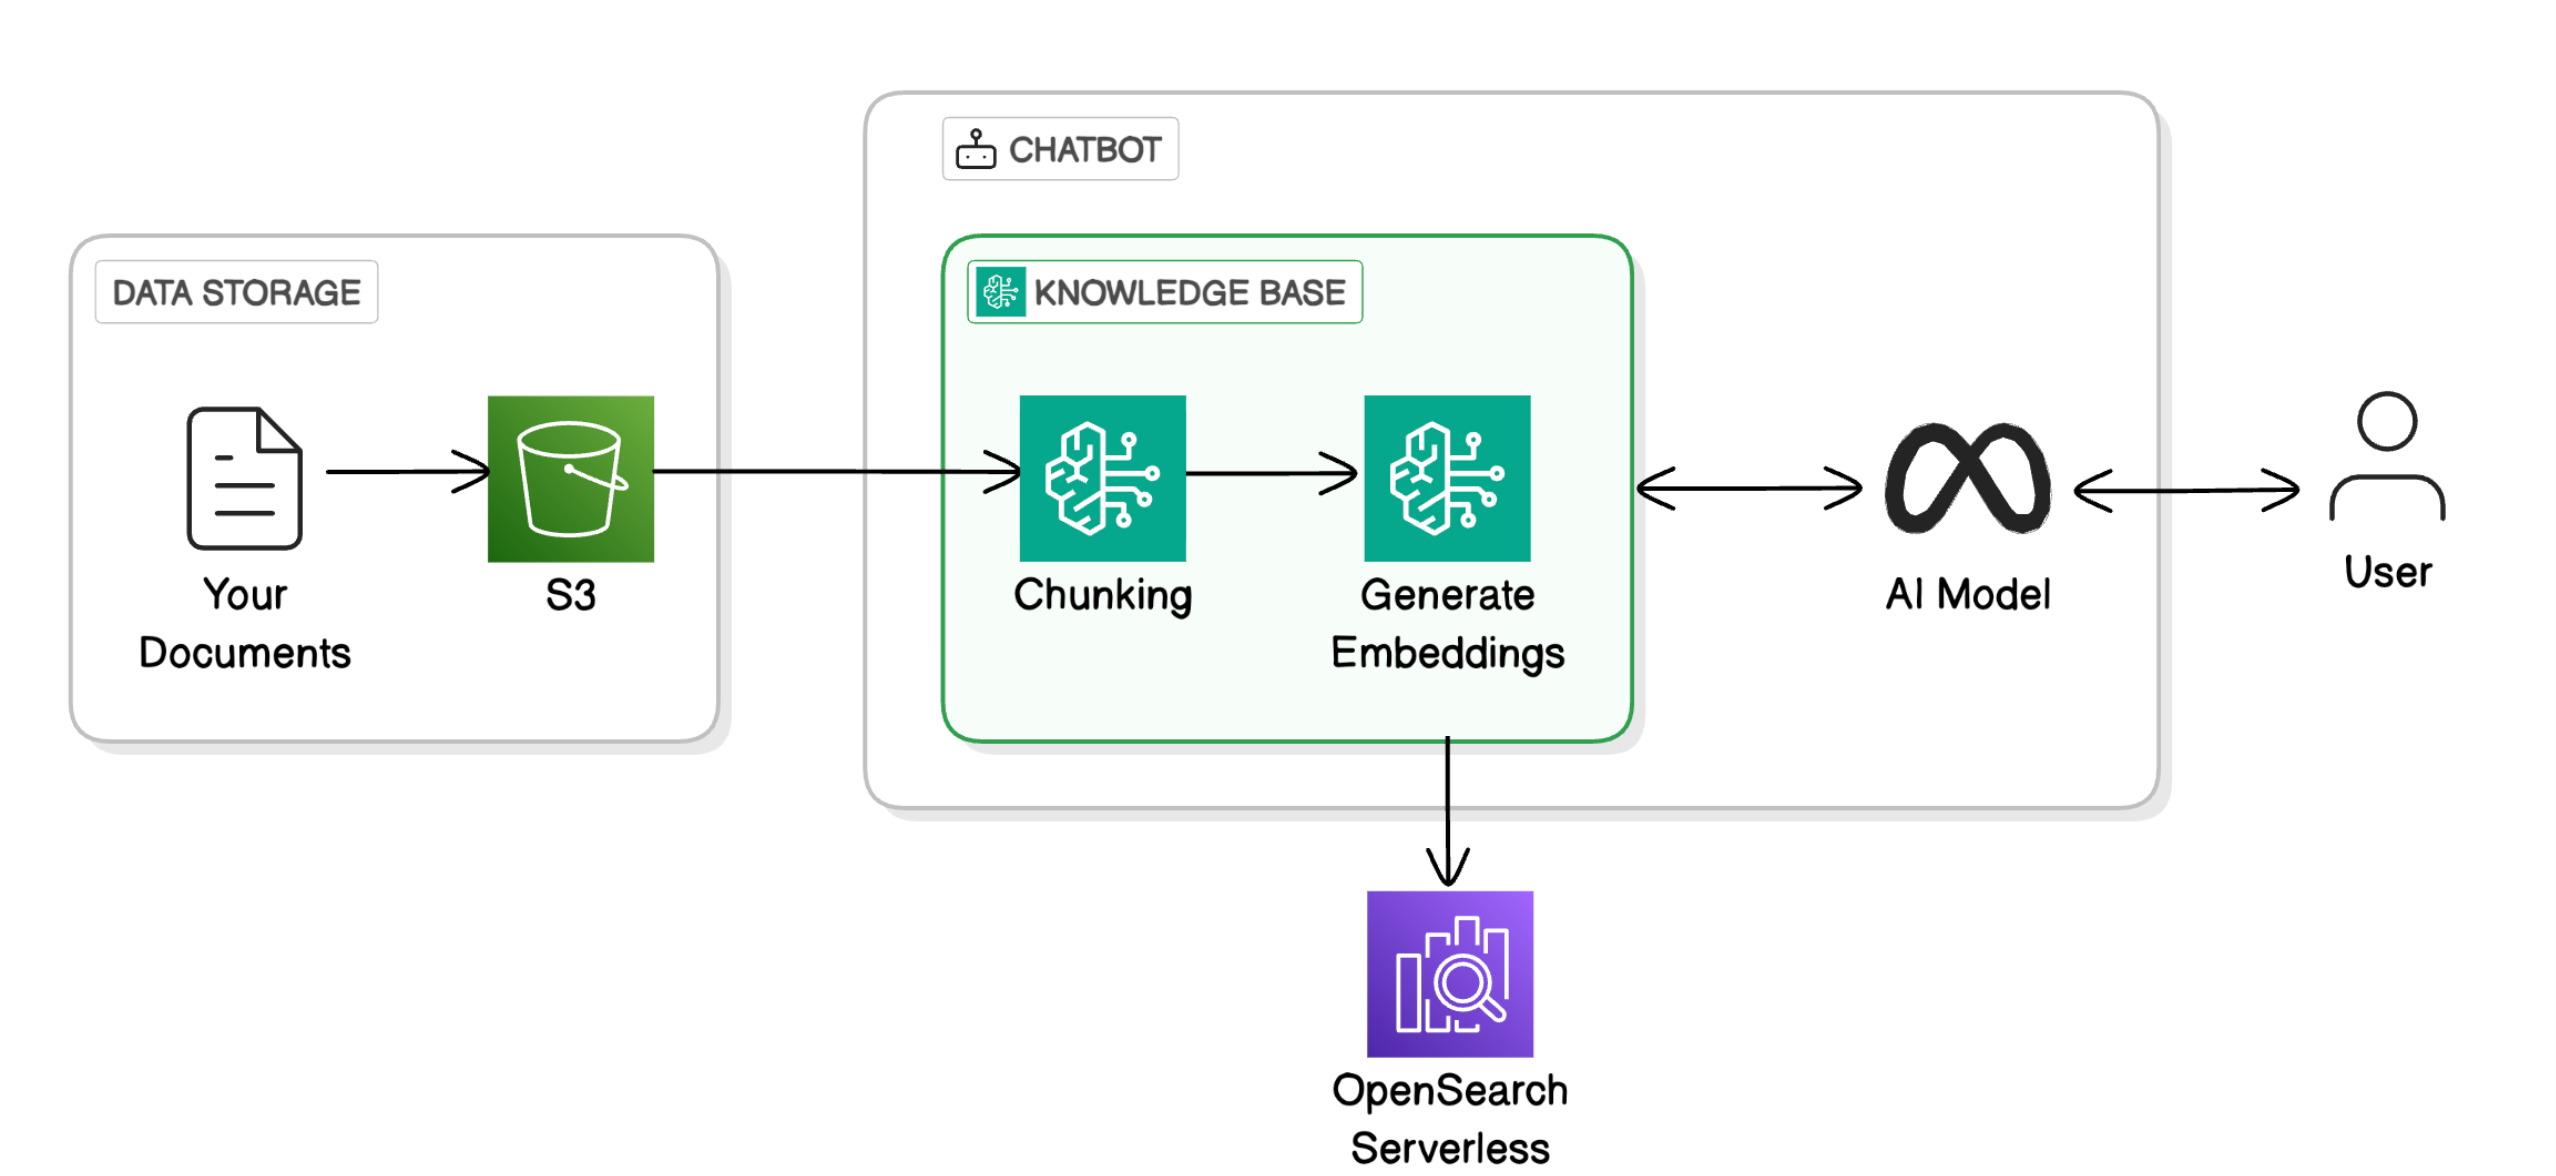 CHATBOT
DATA STORAGE
KNOWLEDGE BASE
Your
Documents
S3
Chunking
Generate
Embeddings
AI Model
User
OpenSearch
Serverless